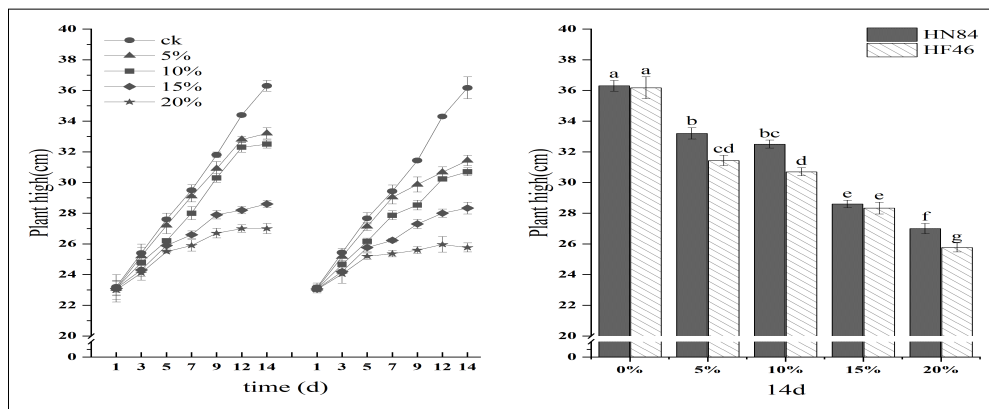 40
38
36
34
32
30
28
26
24
22
20
0
Plant high(cm)
ck
5%
10%
15%
20%
1 3 5 7 9 12 14 1 3 5 7 9 12 14
time (d)
40
38
36
34
32
30
28
26
24
22
20
0
Plant high(cm)
HN84
HF46
a a
b cd
bc d
e e
f g
0% 5% 10% 15% 20%
14d